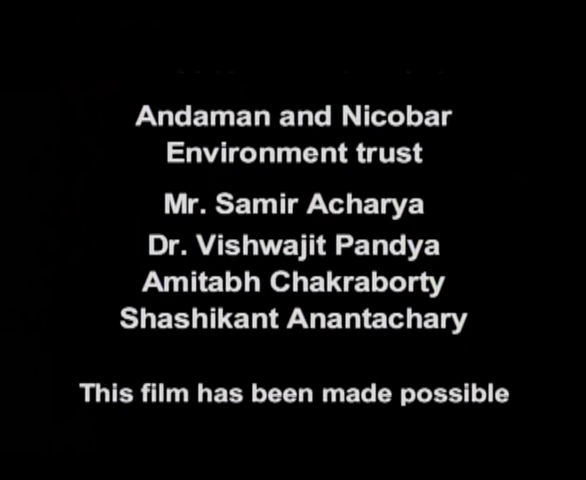 Andaman and Nicobar
Environment trust
Mr. Samir Acharya
Dr. Vishwajit Pandya
Amitabh Chakraborty
Shashikant Anantachary
This film has been made possible